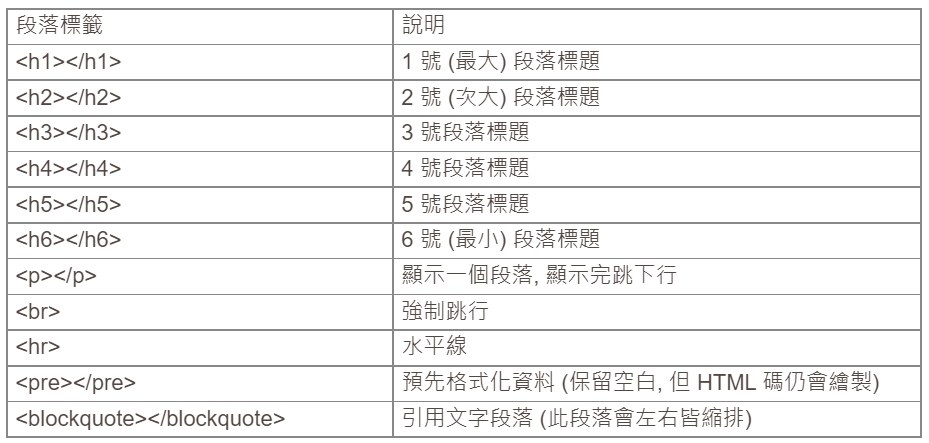 段落標籤 說明
<h1></h1> 1 號 (最大) 段落標題
<h2></h2> 2 號 (次大) 段落標題
<h3></h3> 3 號段落標題
<h4></h4> 4 號段落標題
<h5></h5> 5 號段落標題
<h6></h6> 6 號 (最小) 段落標題
<p></p> 顯示一個段落, 顯示完跳下行
<br> 強制跳行
<hr> 水平線
<pre></pre> 預先格式化資料 (保留空白, 但 HTML 碼仍會繪製)
<blockquote></blockquote> 引用文字段落 (此段落會左右皆縮排)